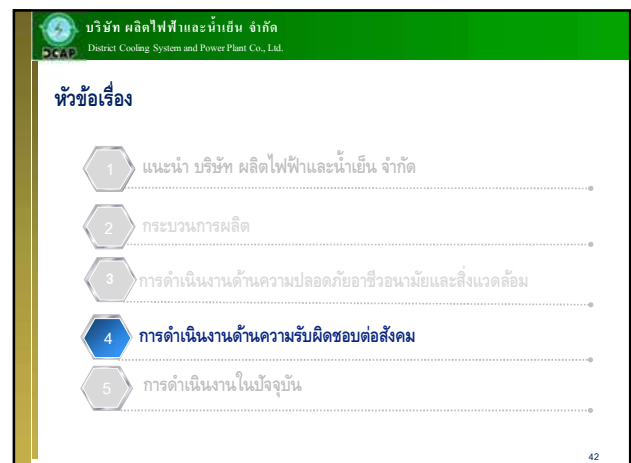 บริษัท ผลิตไฟฟ้าและน้ำเย็น จำกัด
District Cooling System and Power Plant Co., Ltd.
DCAP
หัวข้อเรื่อง
1 แนะนำ บริษัท ผลิตไฟฟ้าและน้ำเย็น จำกัด
2 กระบวนการผลิต
3 การดำเนินงานด้านความปลอดภัยอาชีวอนามัยและสิ่งแวดล้อม
4 การดำเนินงานด้านความรับผิดชอบต่อสังคม
5 การดำเนินงานในปัจจุบัน
42